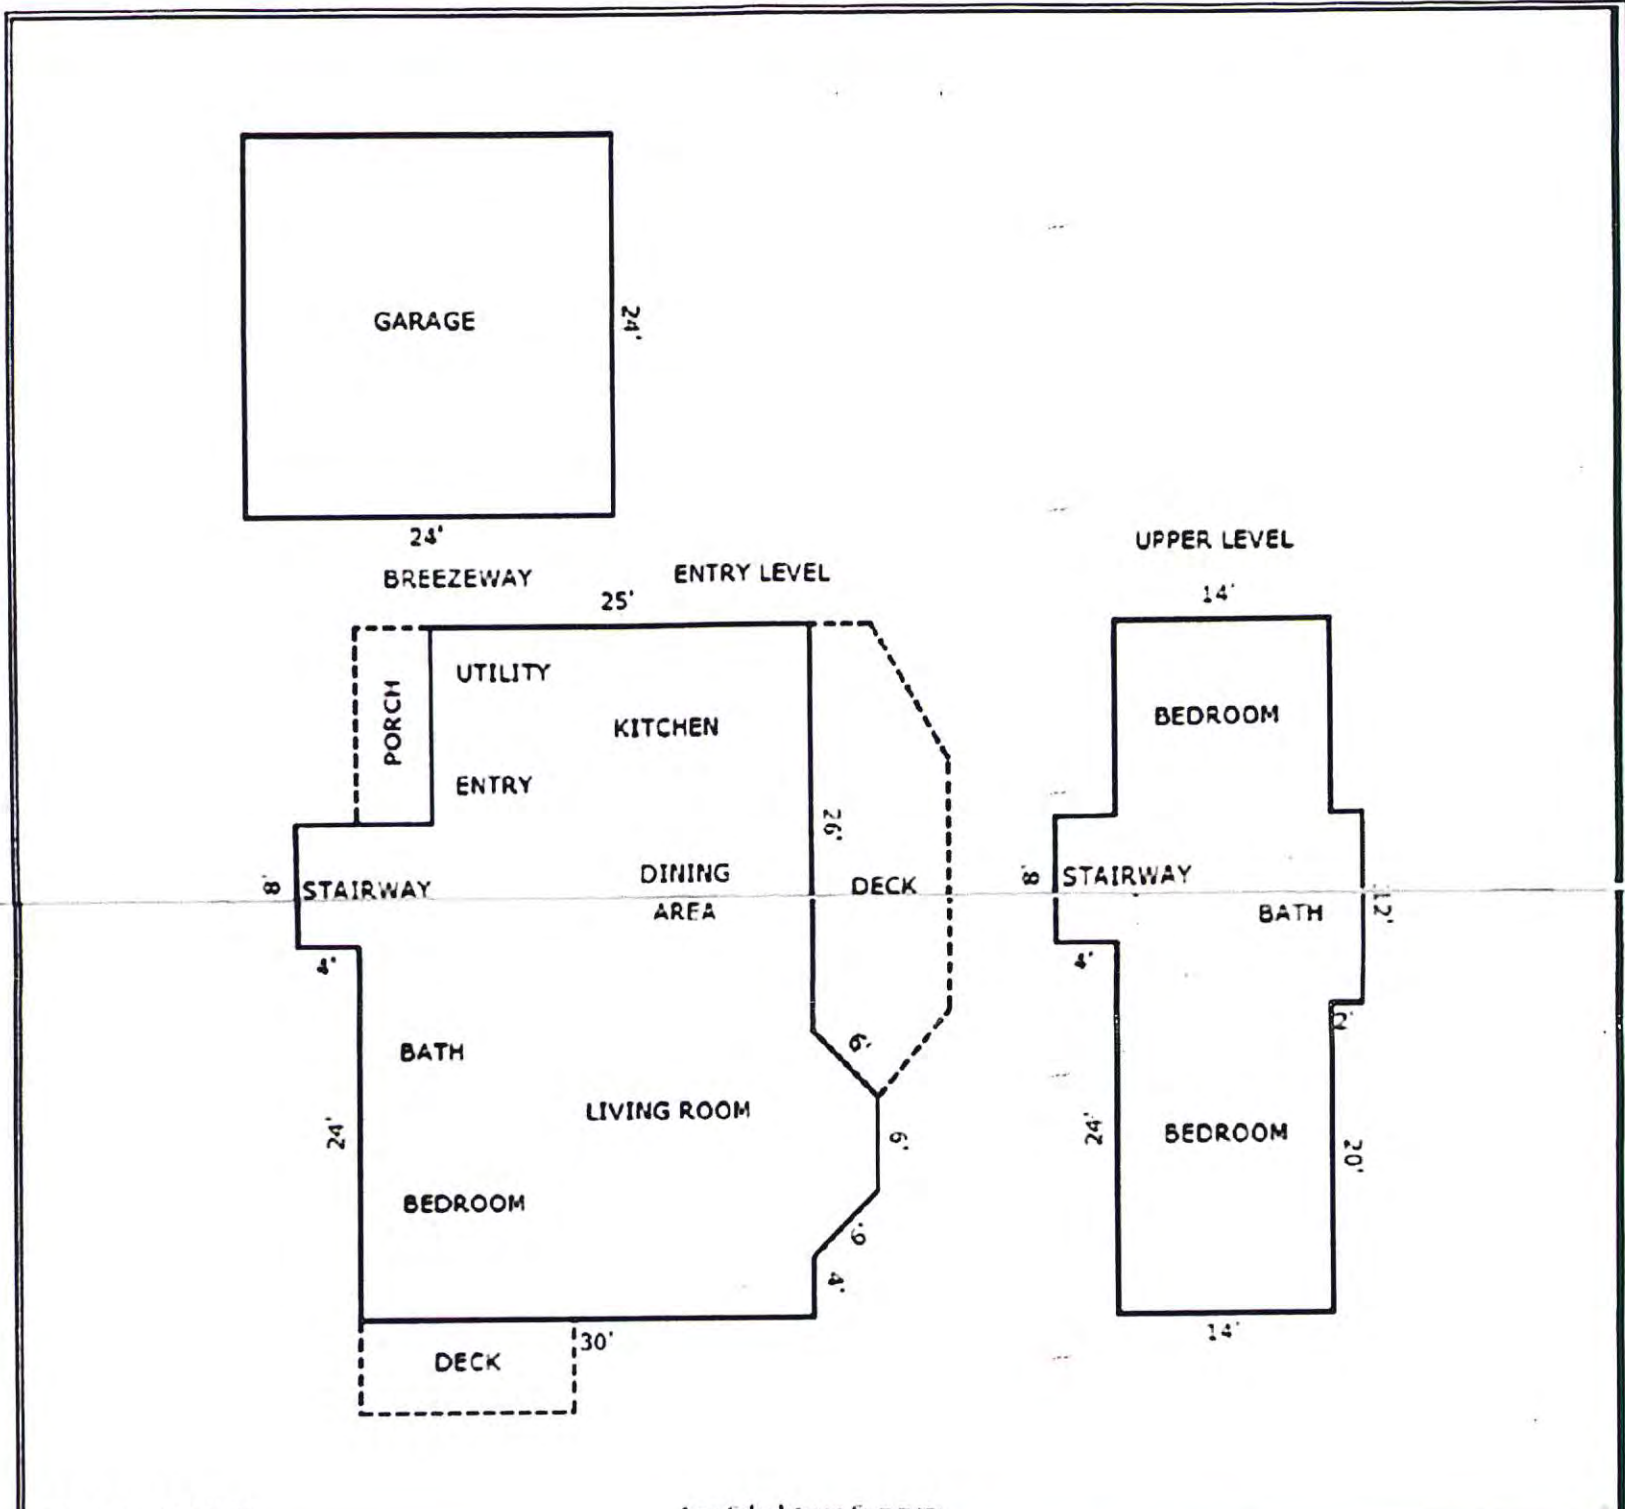 GARAGE
24'
24'
BREEZEWAY
ENTRY LEVEL
25'
UPPER LEVEL
14'
PORCH
UTILITY
KITCHEN
ENTRY
BEDROOM
26'
8'
STAIRWAY
DINING
AREA
DECK
8'
STAIRWAY
BATH
12'
4'
4'
2'
6'
BATH
LIVING ROOM
6'
24'
24'
BEDROOM
20'
BEDROOM
6'
4'
30'
14'
DECK